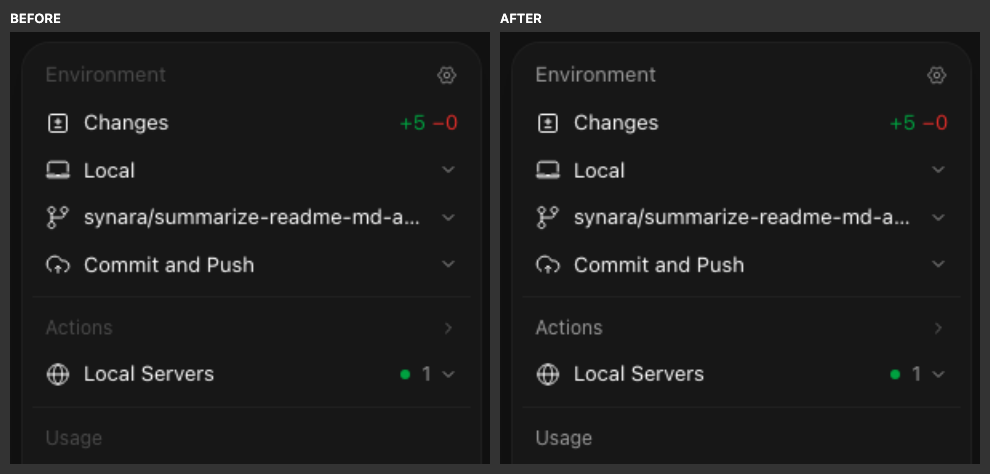 BEFORE
Environment
Changes +5 −0
Local
synara/summarize-readme-md-a...
Commit and Push
Actions
Local Servers 1
Usage
AFTER
Environment
Changes +5 −0
Local
synara/summarize-readme-md-a...
Commit and Push
Actions
Local Servers 1
Usage